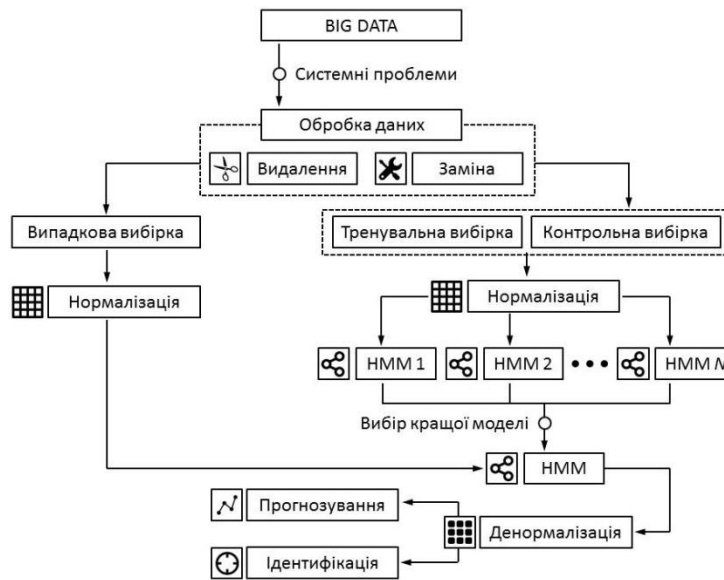 BIG DATA
Системні проблеми
Обробка даних
Видалення Заміна
Випадкова вибірка Тренувальна вибірка Контрольна вибірка
Нормалізація Нормалізація
НММ 1 НММ 2 ••• НММ N
Вибір кращої моделі
НММ
Прогнозування
Денормалізація
Ідентифікація